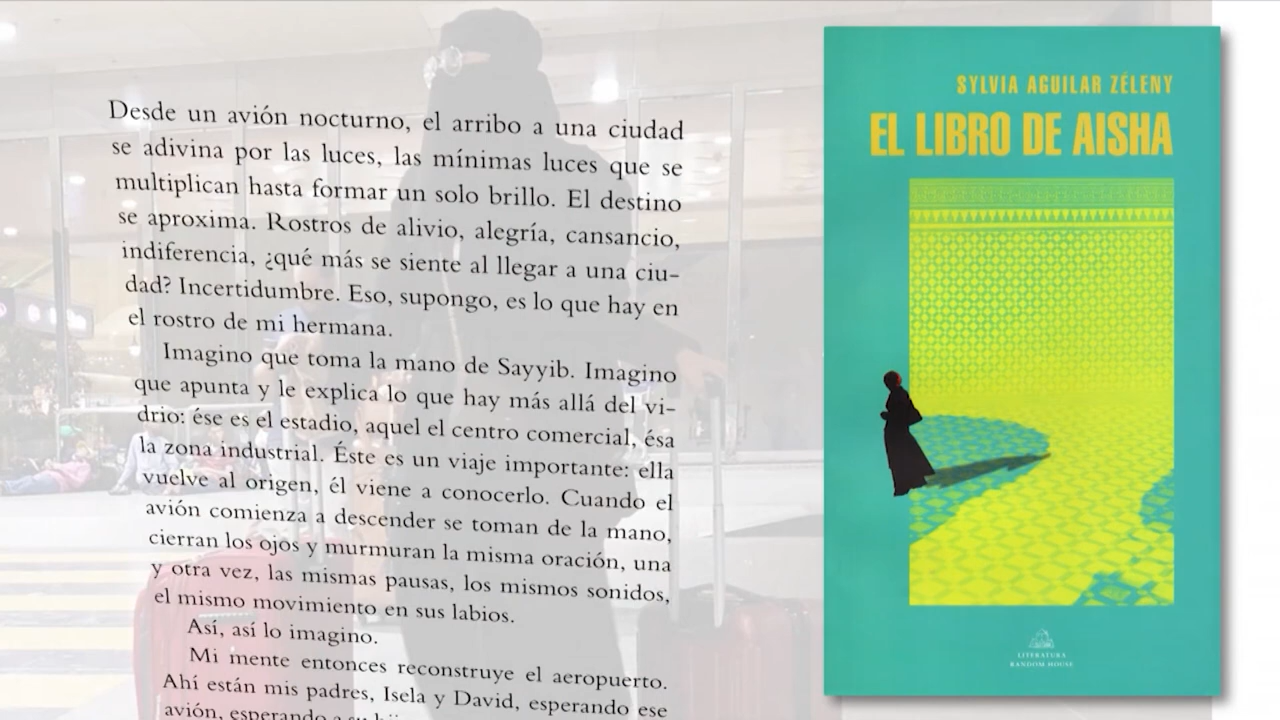 Desde un avión nocturno, el arribo a una ciudad
se adivina por las luces, las mínimas luces que se
multiplican hasta formar un solo brillo. El destino
se aproxima. Rostros de alivio, alegría, cansancio,
indiferencia, ¿qué más se siente al llegar a una ciu-
dad? Incertidumbre. Eso, supongo, es lo que hay en
el rostro de mi hermana.
Imagino que toma la mano de Sayyib. Imagino
que apunta y le explica lo que hay más allá del vi-
drio: ése es el estadio, aquel el centro comercial, ésa
la zona industrial. Éste es un viaje importante: ella
vuelve al origen, él viene a conocerlo. Cuando el
avión comienza a descender se toman de la mano,
cierran los ojos y murmuran la misma oración, una
y otra vez, las mismas pausas, los mismos sonidos,
el mismo movimiento en sus labios.
Así, así lo imagino.
Mi mente entonces reconstruye el aeropuerto.
Ahí están mis padres, Isela y David, esperando ese
avión, esperando a su
SYLVIA AGUILAR ZÉLENY
EL LIBRO DE AISHA
LITERATURA
RANDOM HOUSE